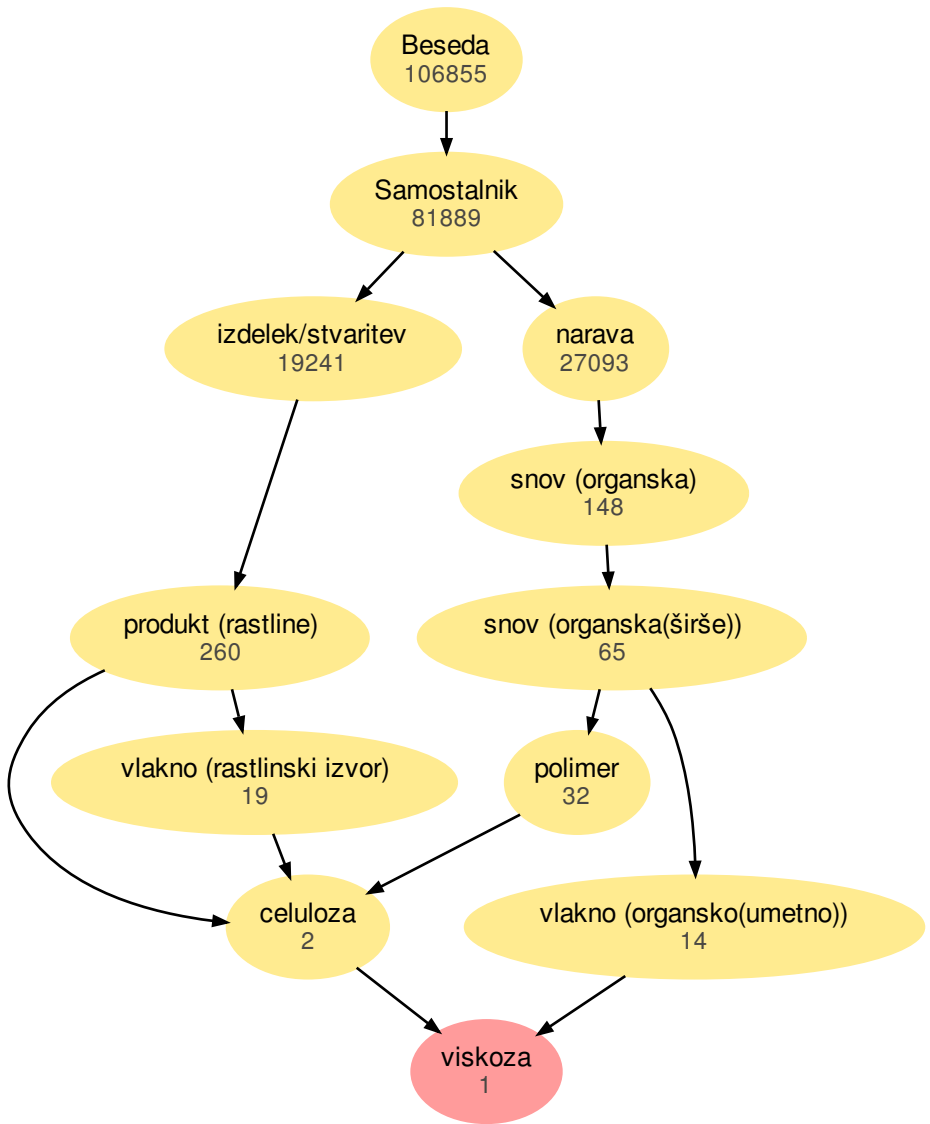 Beseda
106855
Samostalnik
81889
izdelek/stvaritev
19241
narava
27093
snov (organska)
148
produkt (rastline)
260
snov (organska(širše))
65
vlakno (rastlinski izvor)
19
polimer
32
celuloza
2
vlakno (organsko(umetno))
14
viskoza
1